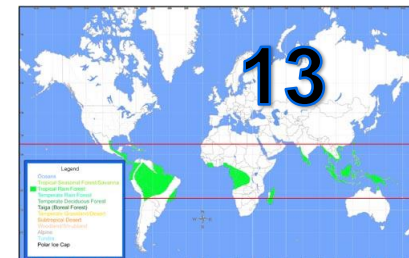 13
Legend
Oceans
Tropical Seasonal Forest/Savanna
Tropical Rain Forest
Temperate Rain Forest
Temperate Deciduous Forest
Taiga (Boreal Forest)
Temperate Grassland/Desert
Subtropical Desert
Woodland/Shrubland
Alpine
Tundra
Polar Ice Cap